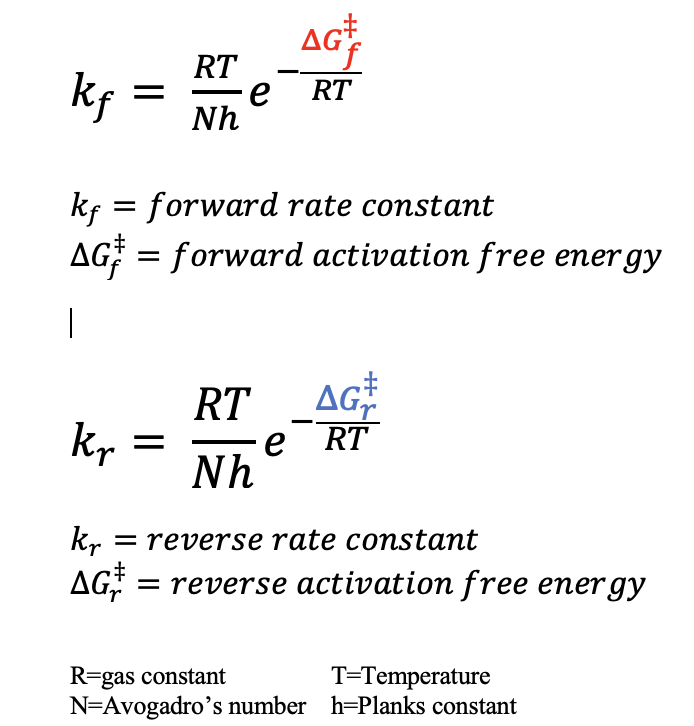 k_f = RT/Nh e^(−ΔG_f^‡/RT)
k_f = forward rate constant
ΔG_f^‡ = forward activation free energy
k_r = RT/Nh e^(−ΔG_r^‡/RT)
k_r = reverse rate constant
ΔG_r^‡ = reverse activation free energy
R=gas constant T=Temperature
N=Avogadro’s number h=Planks constant